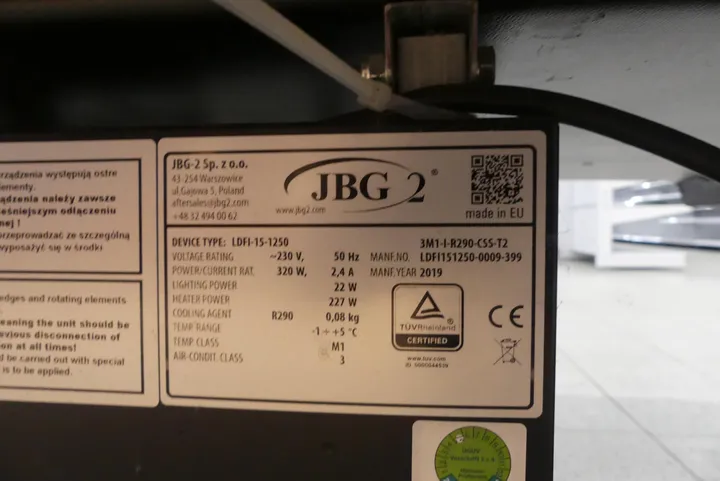 rządzenia występują ostre
lementy.
ądzenia należy zawsze
eśniejszym odłączeniu
nej !
orzeprowadzać ze szczególną
wyposażyć się w środki
edges and rotating elements
eaning the unit should be
evious disconnection of
on at all times!
d be carried out with special
is to be applied.
JBG-2 Sp. z o.o.
43-254 Warszowice
ul.Gajowa 5, Poland
aftersales@jbg2.com
+48 32 494 00 62
JBG 2®
www.jbg2.com
made in EU
DEVICE TYPE: LDFI-15-1250 3M1-I-R290-CSS-T2
VOLTAGE RATING ~230 V, 50 Hz MANF.NO. LDFI151250-0009-399
POWER/CURRENT RAT. 320 W, 2,4 A MANF.YEAR 2019
LIGHTING POWER 22 W
HEATER POWER 227 W
COOLING AGENT R290 0,08 kg
TEMP RANGE -1 ÷ +5 °C
TEMP. CLASS M1
AIR-CONDIT. CLASS 3
TÜVRheinland
CERTIFIED
www.tuv.com
CE